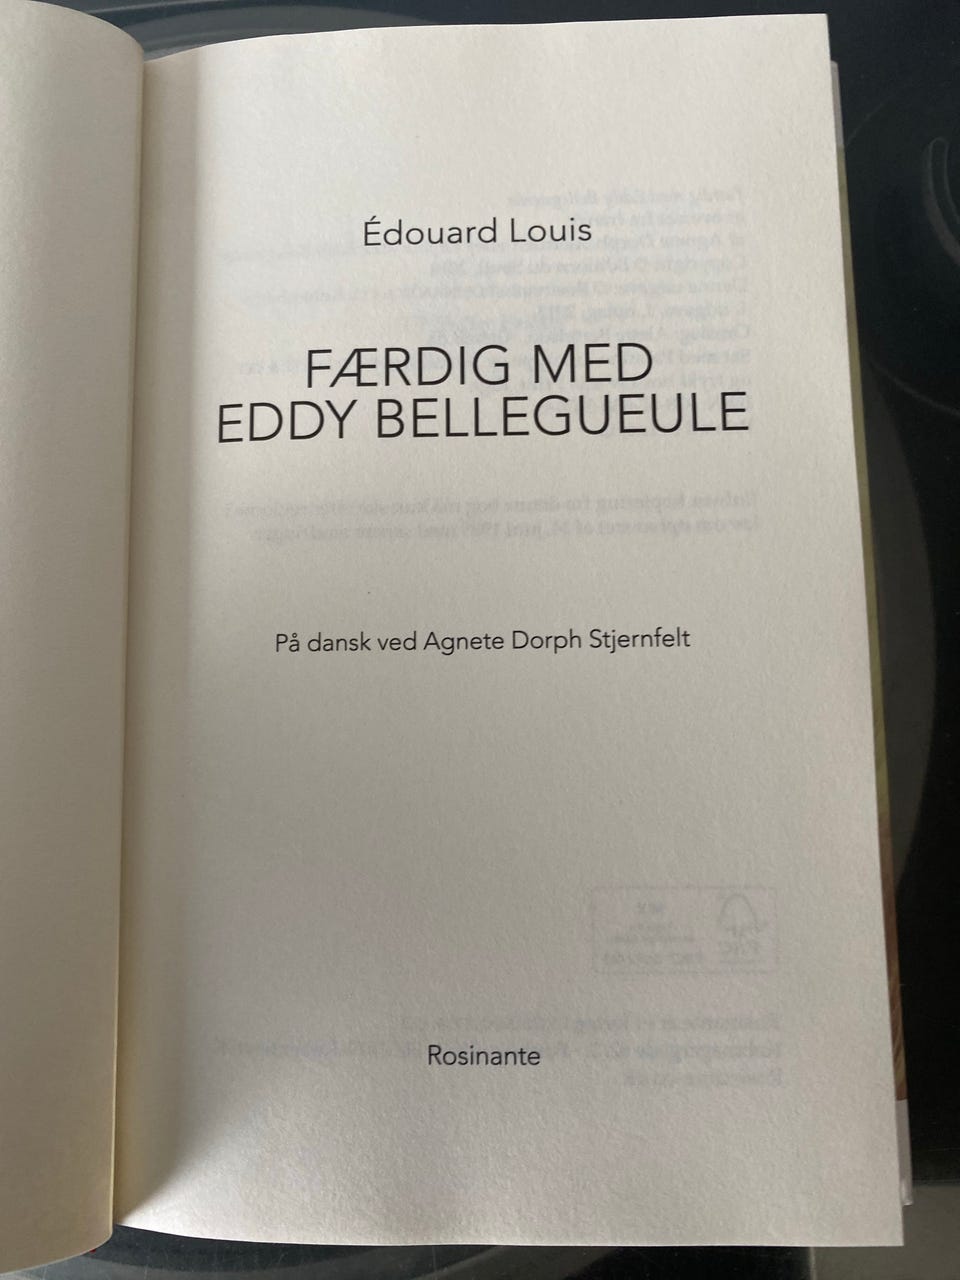 Édouard Louis
FÆRDIG MED
EDDY BELLEGUEULE
På dansk ved Agnete Dorph Stjernfelt
Rosinante